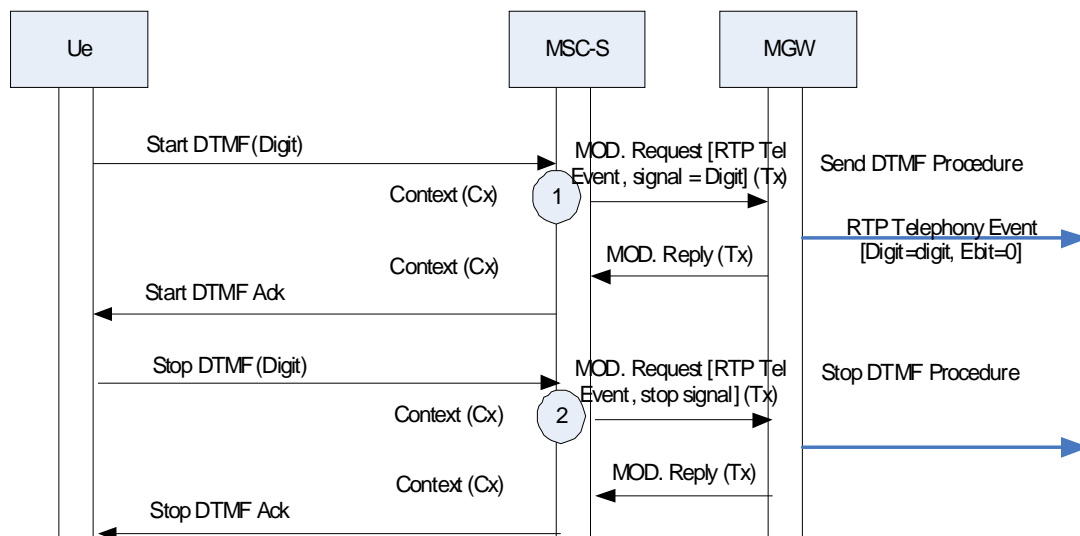 Ue
MSC-S
MGW
Start DTMF(Digit)
MOD. Request [RTP Tel
Event, signal = Digit] (Tx)
Send DTMF Procedure
Context (Cx)
1
RTP Telephony Event
[Digit=digit, Ebit=0]
Context (Cx)
MOD. Reply (Tx)
Start DTMF Ack
Stop DTMF(Digit)
MOD. Request [RTP Tel
Event, stop signal] (Tx)
Stop DTMF Procedure
Context (Cx)
2
Context (Cx)
MOD. Reply (Tx)
Stop DTMF Ack